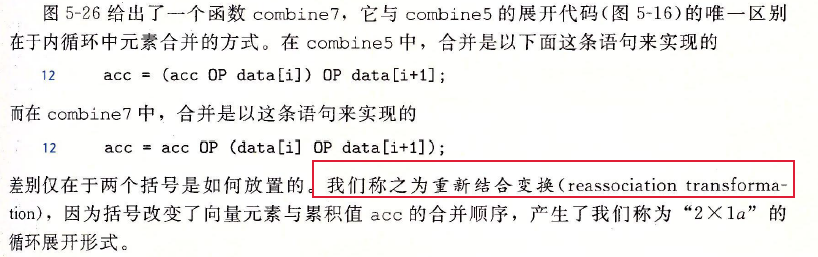 图 5-26 给出了一个函数 combine7，它与 combine5 的展开代码(图 5-16)的唯一区别
在于内循环中元素合并的方式。在 combine5 中，合并是以下面这条语句来实现的
12 acc = (acc OP data[i]) OP data[i+1];
而在 combine7 中，合并是以这条语句来实现的
12 acc = acc OP (data[i] OP data[i+1]);
差别仅在于两个括号是如何放置的。我们称之为重新结合变换(reassociation transforma-
tion)，因为括号改变了向量元素与累积值 acc 的合并顺序，产生了我们称为“2×1a”的
循环展开形式。